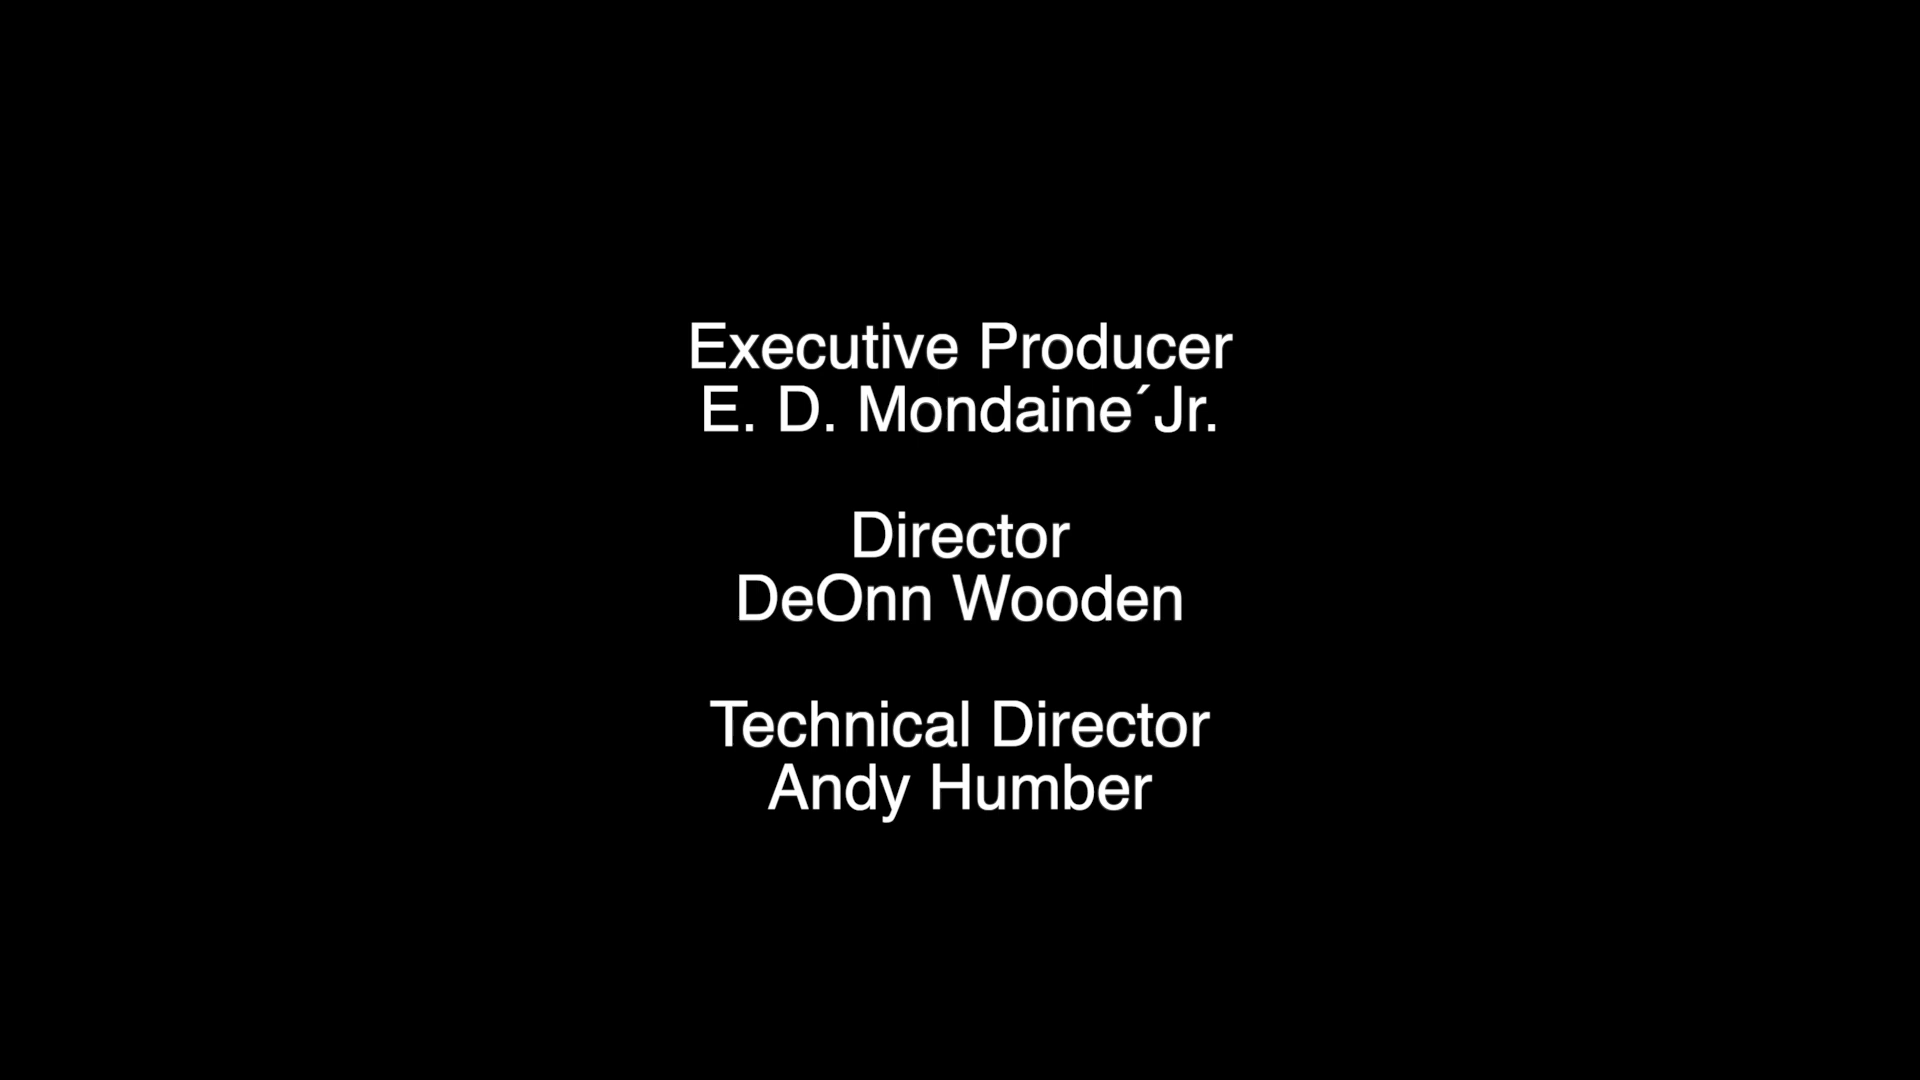 Executive Producer
E. D. Mondaine´Jr.
Director
DeOnn Wooden
Technical Director
Andy Humber